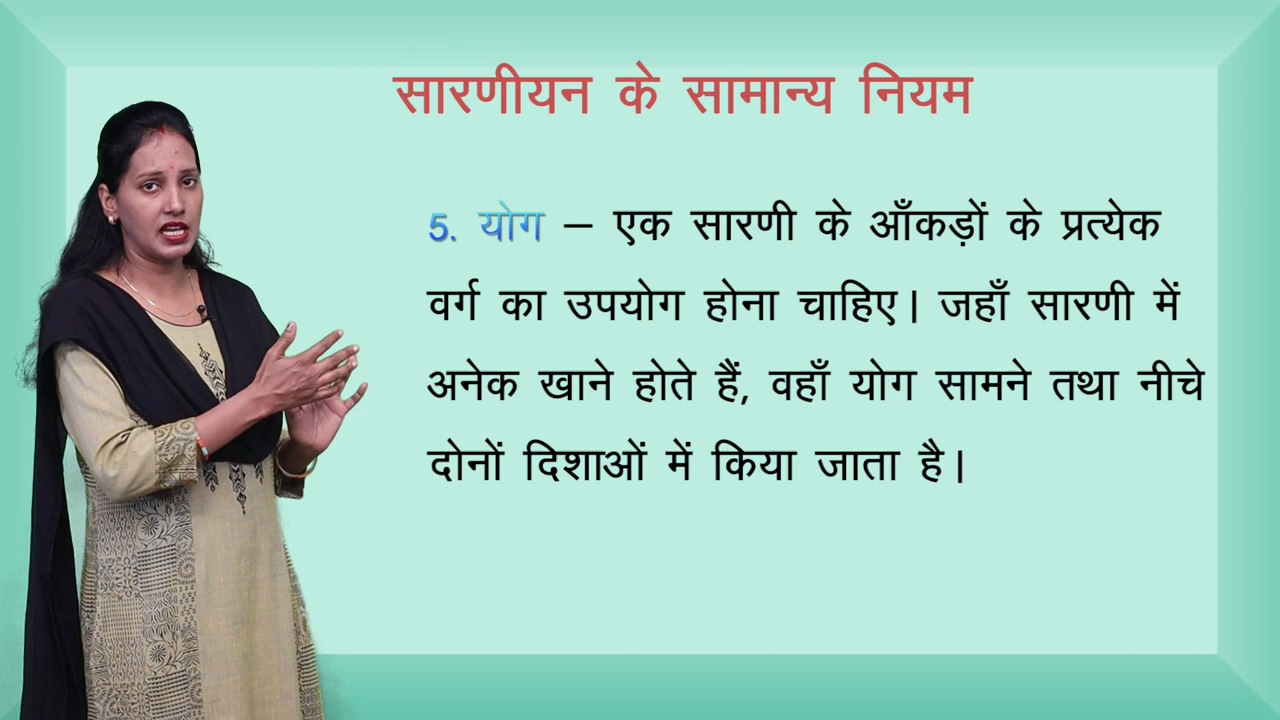 सारणीयन के सामान्य नियम
5. योग – एक सारणी के आँकड़ों के प्रत्येक
वर्ग का उपयोग होना चाहिए। जहाँ सारणी में
अनेक खाने होते हैं, वहाँ योग सामने तथा नीचे
दोनों दिशाओं में किया जाता है।